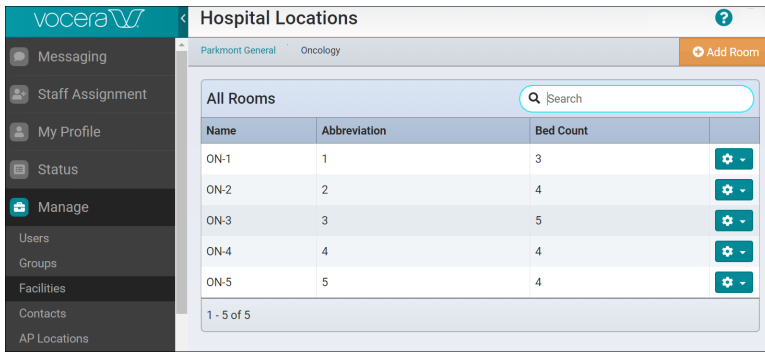 vocera
Hospital Locations
?
Messaging
Staff Assignment
My Profile
Status
Manage
Users
Groups
Facilities
Contacts
AP Locations
Parkmont General Oncology
Add Room
All Rooms
Search
Name Abbreviation Bed Count
ON-1 1 3
ON-2 2 4
ON-3 3 5
ON-4 4 4
ON-5 5 4
1 - 5 of 5